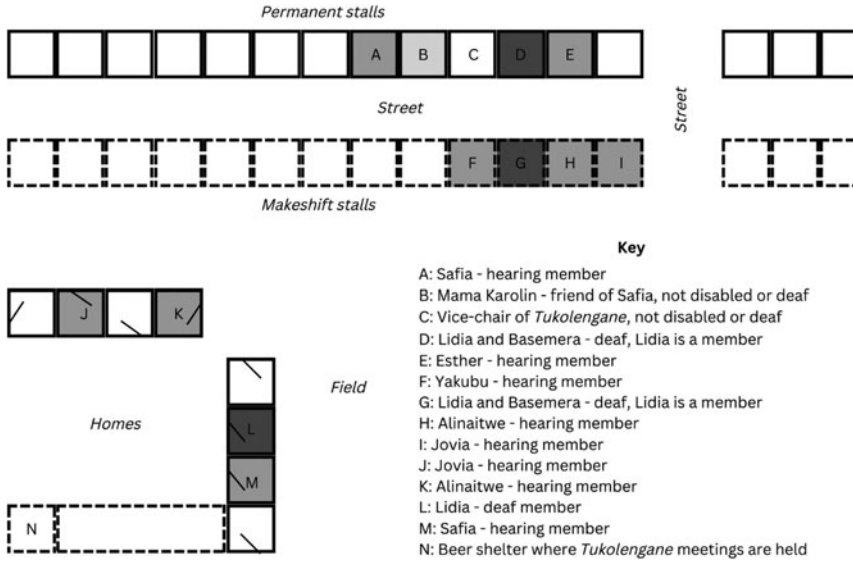 Permanent stalls
A B C D E
Street
Street
F G H I
Makeshift stalls
Key
A: Safia - hearing member
B: Mama Karolin - friend of Safia, not disabled or deaf
C: Vice-chair of Tukolengane, not disabled or deaf
D: Lidia and Basemera - deaf, Lidia is a member
E: Esther - hearing member
F: Yakubu - hearing member
G: Lidia and Basemera - deaf, Lidia is a member
H: Alinaitwe - hearing member
I: Jovia - hearing member
J: Jovia - hearing member
K: Alinaitwe - hearing member
L: Lidia - deaf member
M: Safia - hearing member
N: Beer shelter where Tukolengane meetings are held
J K
Field
Homes
L
M
N